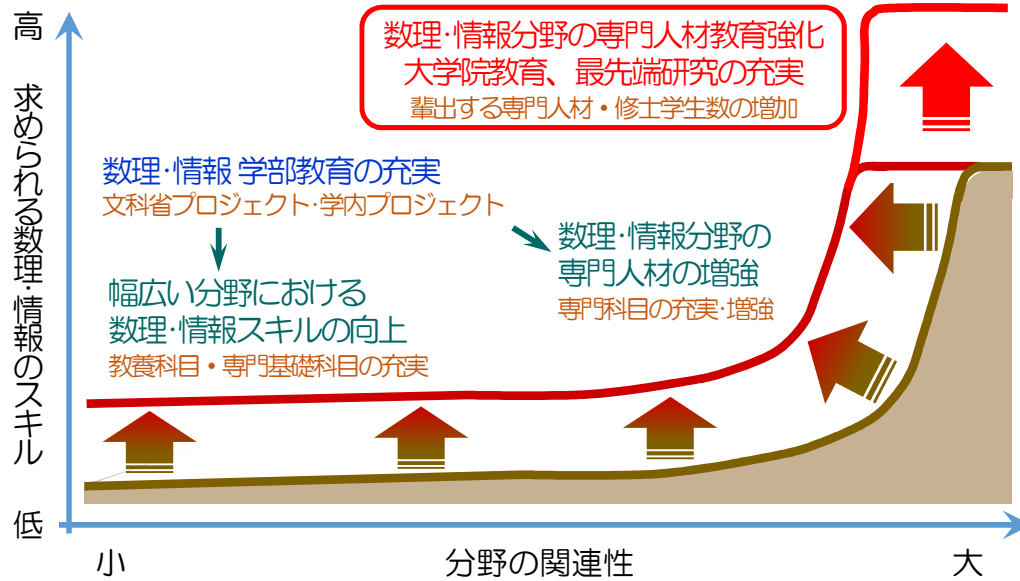 高
求められる数理・情報のスキル
低
数理・情報分野の専門人材教育強化
大学院教育、最先端研究の充実
輩出する専門人材・修士学生数の増加
数理・情報 学部教育の充実
文科省プロジェクト・学内プロジェクト
数理・情報分野の
専門人材の増強
専門科目の充実・増強
幅広い分野における
数理・情報スキルの向上
教養科目・専門基礎科目の充実
小
分野の関連性
大